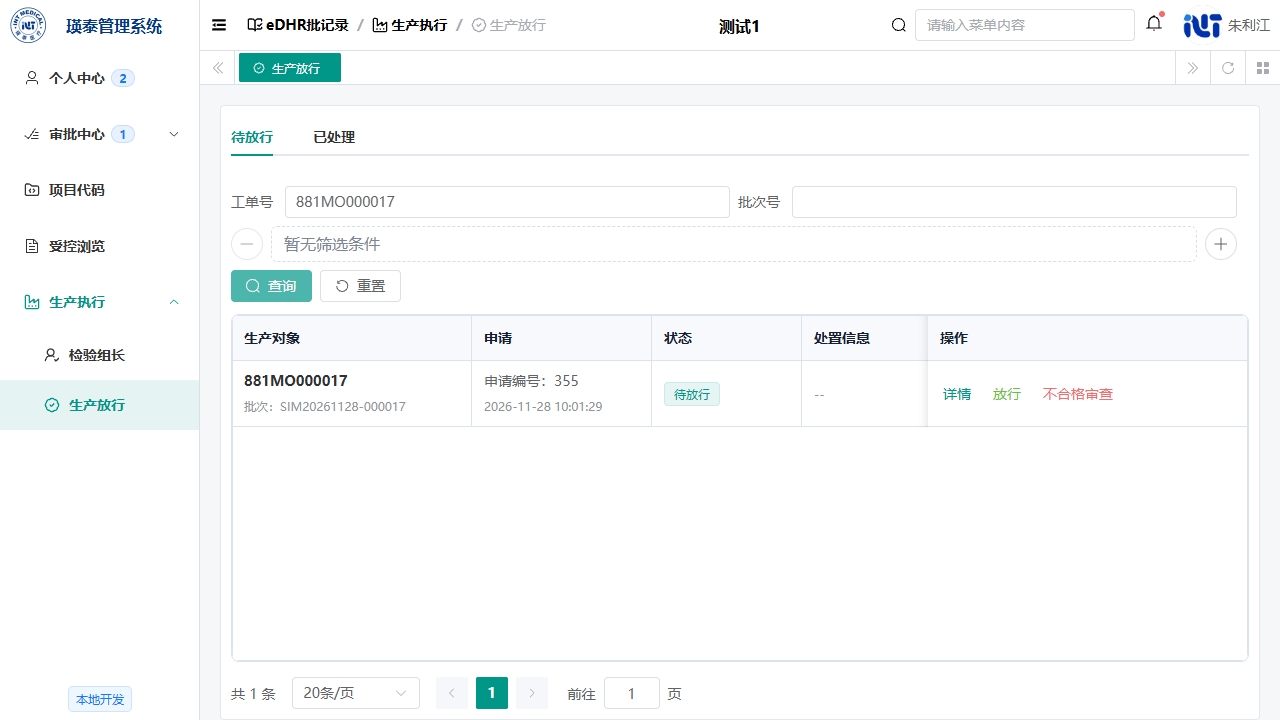 瑛泰管理系统
eDHR批记录 / 生产执行 / 生产放行
测试1
请输入菜单内容
朱利江
个人中心 2
审批中心 1
项目代码
受控浏览
生产执行
检验组长
生产放行
本地开发
生产放行
待放行 已处理
工单号 881MO000017 批次号
暂无筛选条件
查询 重置
生产对象 申请 状态 处置信息 操作
881MO000017 申请编号：355 待放行 -- 详情 放行 不合格审查
批次：SIM20261128-000017 2026-11-28 10:01:29
共 1 条 20条/页 1 前往 1 页